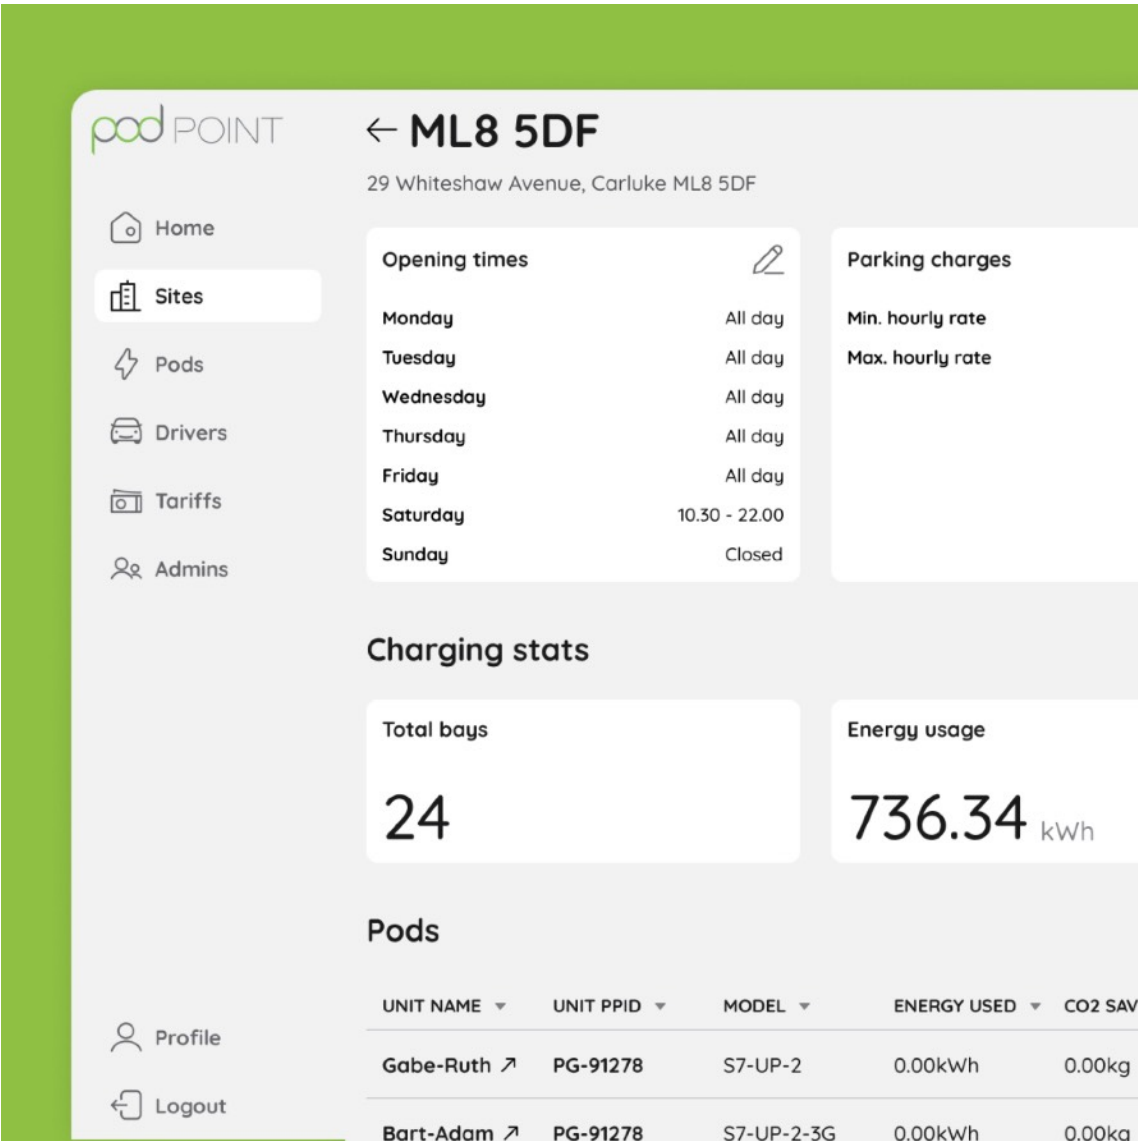 pod POINT
Home
Sites
Pods
Drivers
Tariffs
Admins
Profile
Logout
← ML8 5DF
29 Whiteshaw Avenue, Carluke ML8 5DF
Opening times
Monday All day
Tuesday All day
Wednesday All day
Thursday All day
Friday All day
Saturday 10.30 - 22.00
Sunday Closed
Parking charges
Min. hourly rate
Max. hourly rate
Charging stats
Total bays
24
Energy usage
736.34 kWh
Pods
UNIT NAME UNIT PPID MODEL ENERGY USED CO2 SAV
Gabe-Ruth ↗ PG-91278 S7-UP-2 0.00kWh 0.00kg
Bart-Adam ↗ PG-91278 S7-UP-2-3G 0.00kWh 0.00kg